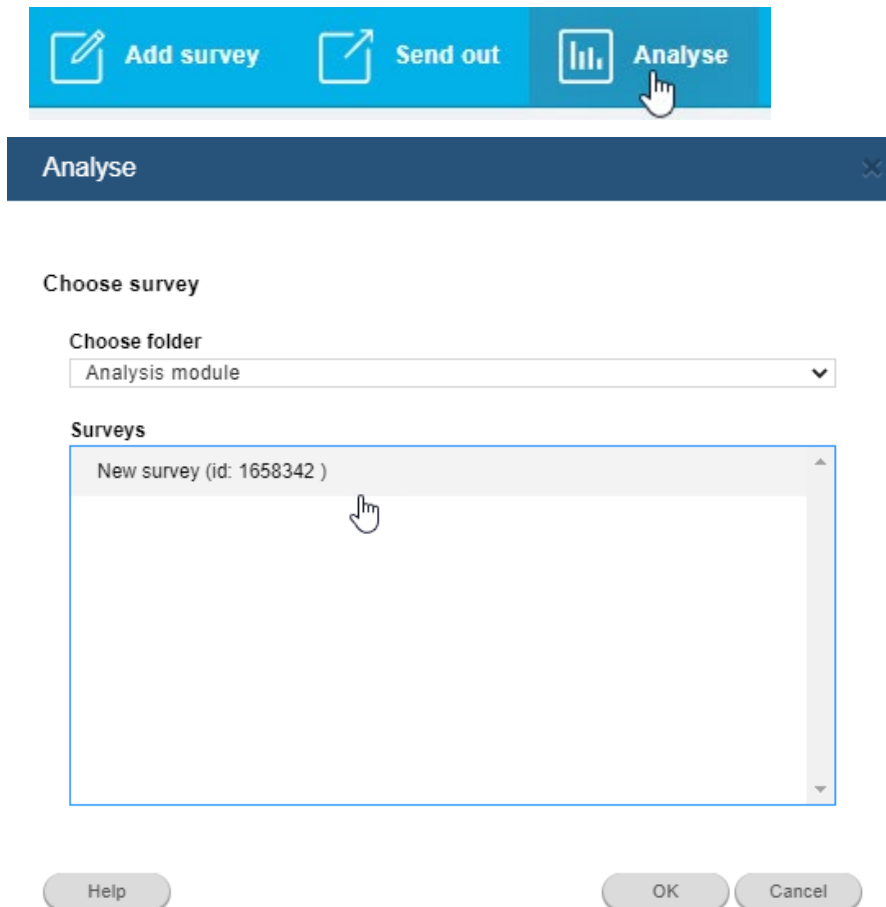 Add survey Send out Analyse
Analyse
Choose survey
Choose folder
Analysis module
Surveys
New survey (id: 1658342 )
Help OK Cancel